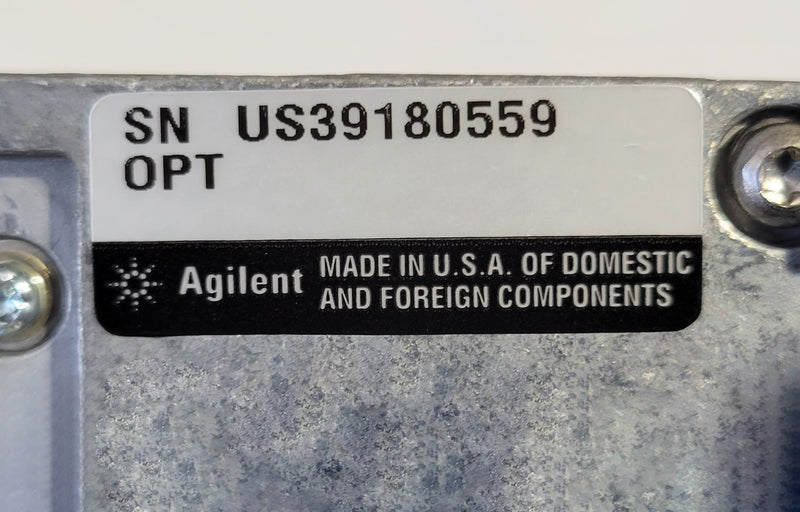 SN US39180559
OPT
Agilent
MADE IN U.S.A. OF DOMESTIC
AND FOREIGN COMPONENTS